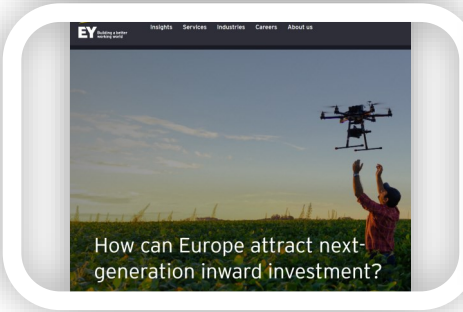 EY Building a better
working world
Insights Services Industries Careers About us
How can Europe attract next-
generation inward investment?